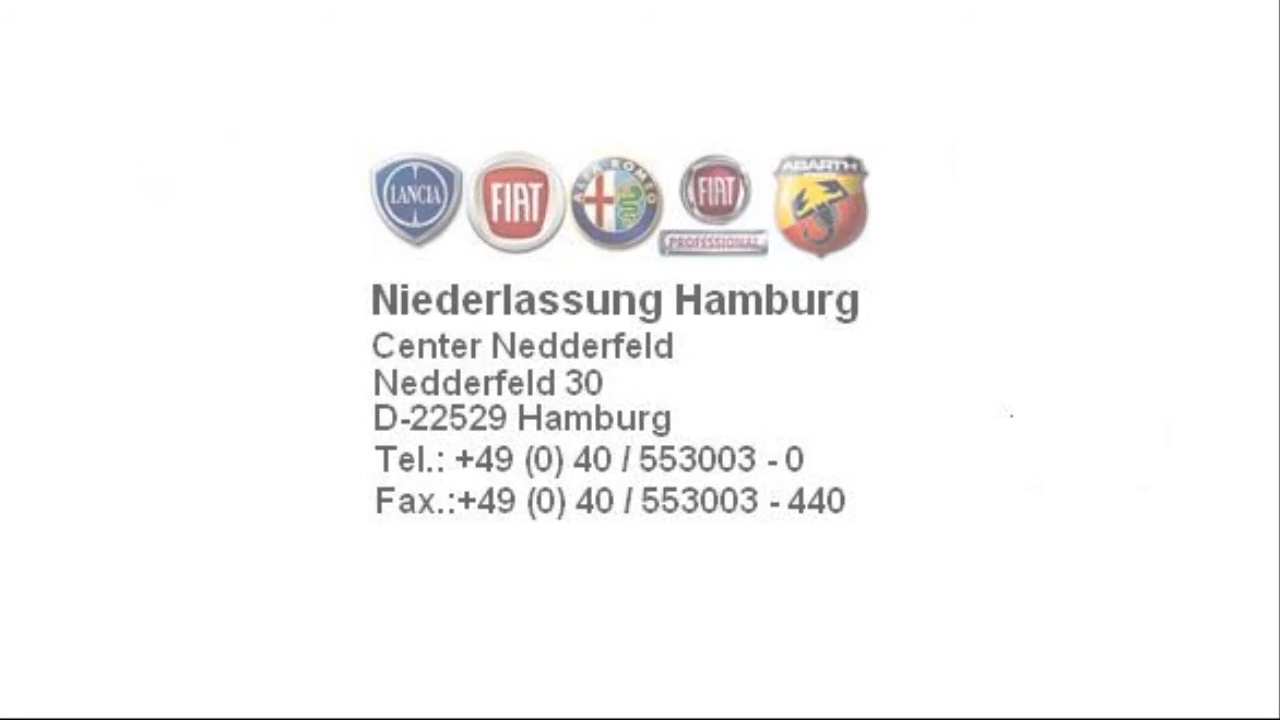 LANCIA FIAT ALFA ROMEO FIAT ABARTH
PROFESSIONAL
Niederlassung Hamburg
Center Nedderfeld
Nedderfeld 30
D-22529 Hamburg
Tel.: +49 (0) 40 / 553003 - 0
Fax.:+49 (0) 40 / 553003 - 440